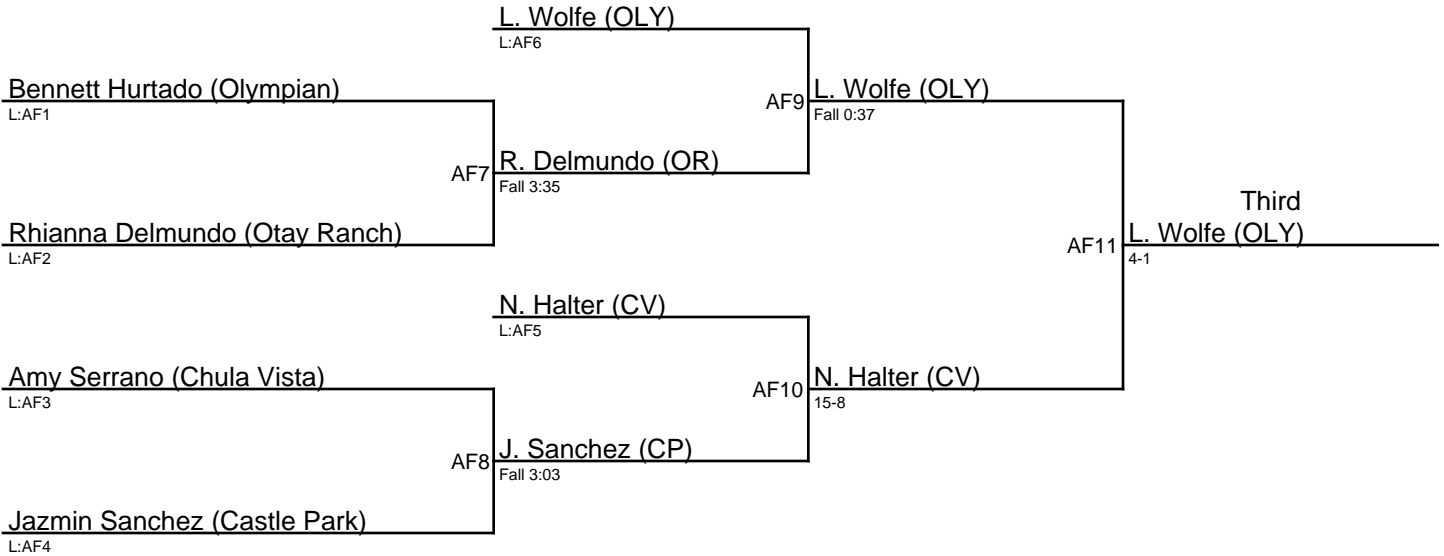 L. Wolfe (OLY)
L:AF6
Bennett Hurtado (Olympian)
L:AF1
AF9
L. Wolfe (OLY)
Fall 0:37
AF7
R. Delmundo (OR)
Fall 3:35
Rhianna Delmundo (Otay Ranch)
L:AF2
Third
AF11
L. Wolfe (OLY)
4-1
N. Halter (CV)
L:AF5
Amy Serrano (Chula Vista)
L:AF3
AF10
N. Halter (CV)
15-8
AF8
J. Sanchez (CP)
Fall 3:03
Jazmin Sanchez (Castle Park)
L:AF4